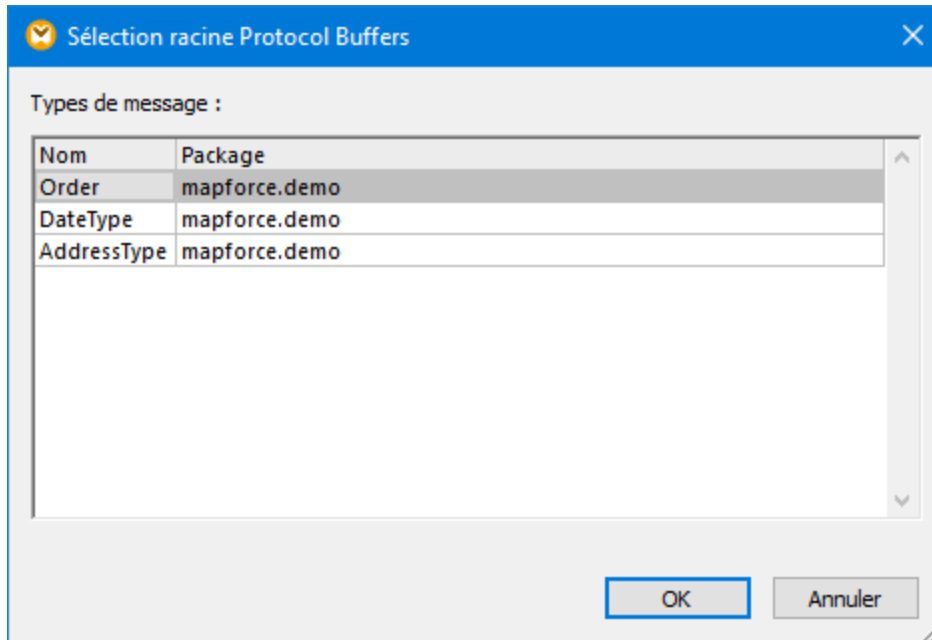 Sélection racine Protocol Buffers
Types de message :
Nom Package
Order mapforce.demo
DateType mapforce.demo
AddressType mapforce.demo
OK Annuler